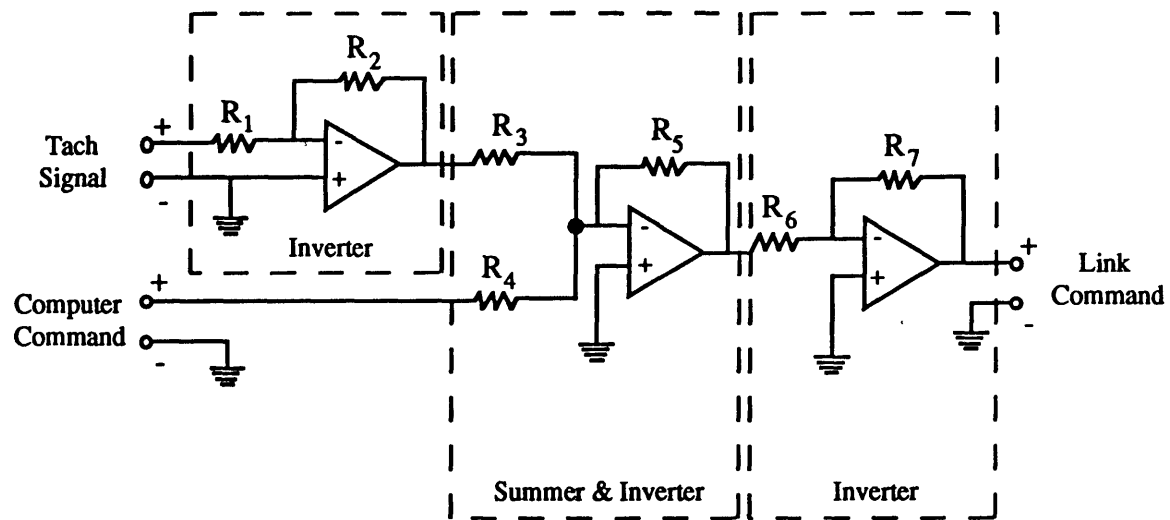 R2
R1
+
Tach
Signal
-
-
+
Inverter
R3
R5
-
+
R4
+
Computer
Command
-
R6
R7
-
+
+
Link
Command
-
Summer & Inverter
Inverter